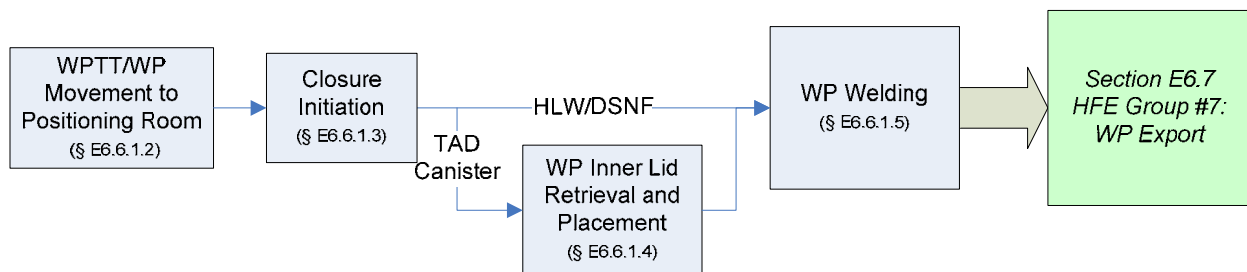 WPTT/WP
Movement to
Positioning Room
(§ E6.6.1.2)
Closure
Initiation
(§ E6.6.1.3)
HLW/DSNF
TAD
Canister
WP Inner Lid
Retrieval and
Placement
(§ E6.6.1.4)
WP Welding
(§ E6.6.1.5)
Section E6.7
HFE Group #7:
WP Export